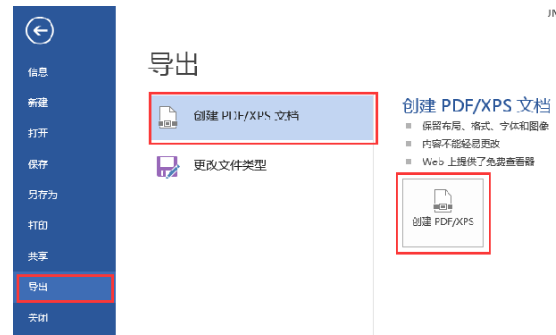 信息
新建
打开
保存
另存为
打印
共享
导出
关闭
导出
创建 PDF/XPS 文档
更改文件类型
创建 PDF/XPS 文档
保留布局、格式、字体和图像
内容不能轻易更改
Web 上提供了免费查看器
创建 PDF/XPS